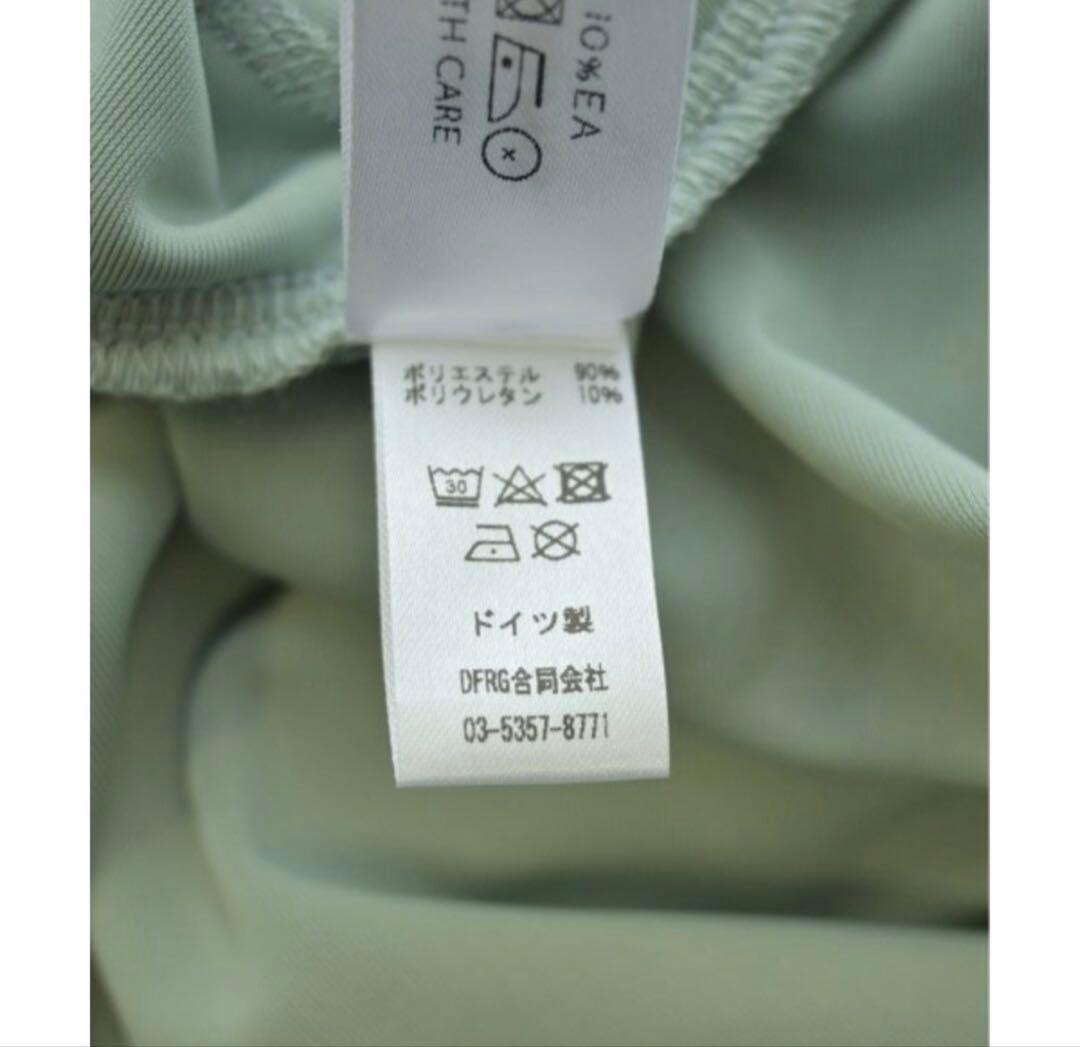 10% EA
TH CARE
ポリエステル 90%
ポリウレタン 10%
30
ドイツ製
DFRG合同会社
03-5357-8771